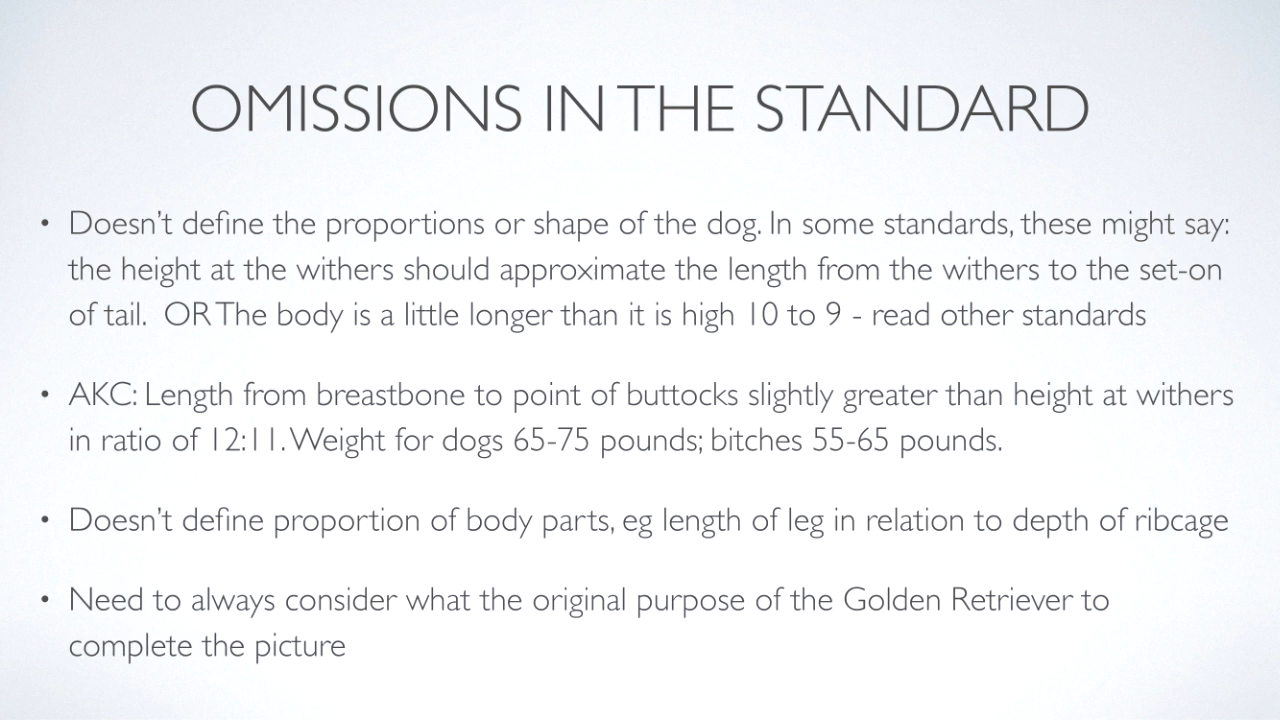 OMISSIONS IN THE STANDARD
• Doesn’t define the proportions or shape of the dog. In some standards, these might say:
the height at the withers should approximate the length from the withers to the set-on
of tail.  OR The body is a little longer than it is high 10 to 9 - read other standards
• AKC: Length from breastbone to point of buttocks slightly greater than height at withers
in ratio of 12:11. Weight for dogs 65-75 pounds; bitches 55-65 pounds.
• Doesn’t define proportion of body parts, eg length of leg in relation to depth of ribcage
• Need to always consider what the original purpose of the Golden Retriever to
complete the picture